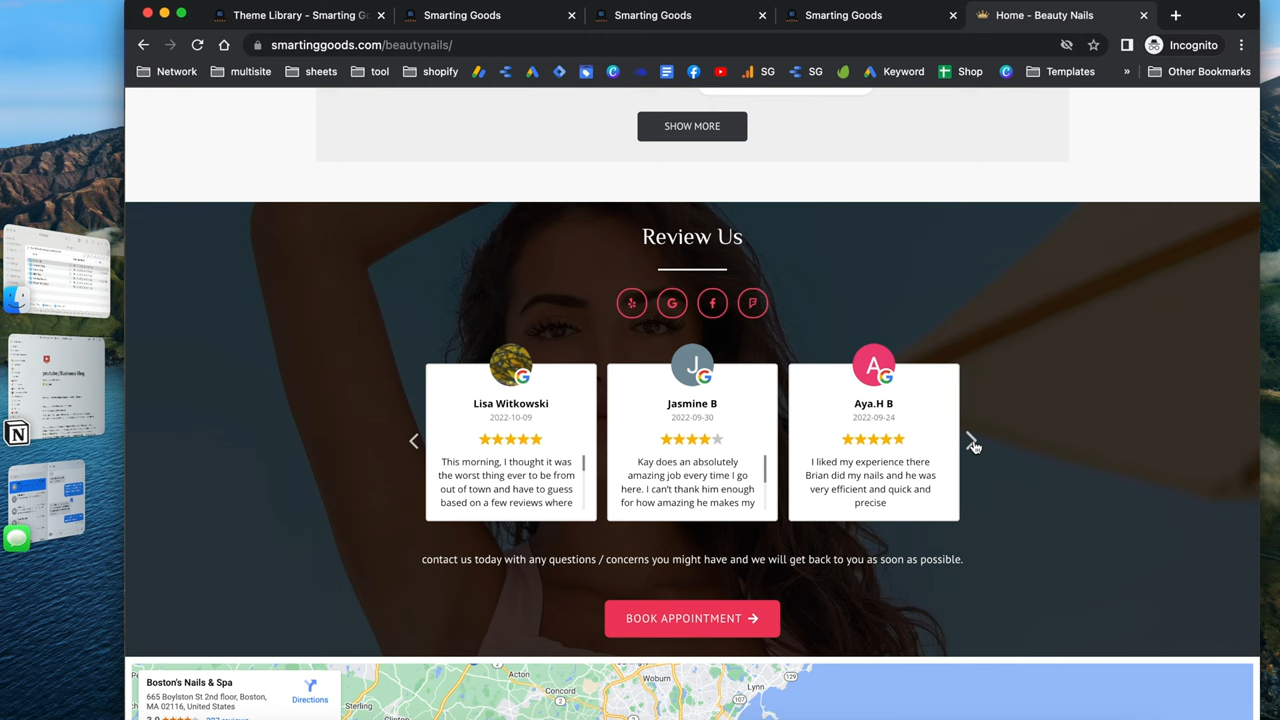 Theme Library - Smarting G
Smarting Goods
Smarting Goods
Smarting Goods
Home - Beauty Nails
smartinggoods.com/beautynails/
Incognito
Network
multisite
sheets
tool
shopify
SG
SG
Keyword
Shop
Templates
»
Other Bookmarks
SHOW MORE
Review Us
J
A
Lisa Witkowski
2022-10-09
This morning, I thought it was
the worst thing ever to be from
out of town and have to guess
based on a few reviews where
Jasmine B
2022-09-30
Kay does an absolutely
amazing job every time I go
here. I can't thank him enough
for how amazing he makes my
Aya.H B
2022-09-24
I liked my experience there
Brian did my nails and he was
very efficient and quick and
precise
contact us today with any questions / concerns you might have and we will get back to you as soon as possible.
BOOK APPOINTMENT
Boston's Nails & Spa
665 Boylston St 2nd floor, Boston,
MA 02116, United States
Directions
Acton
Concord
Sterling
Woburn
Lynn
129